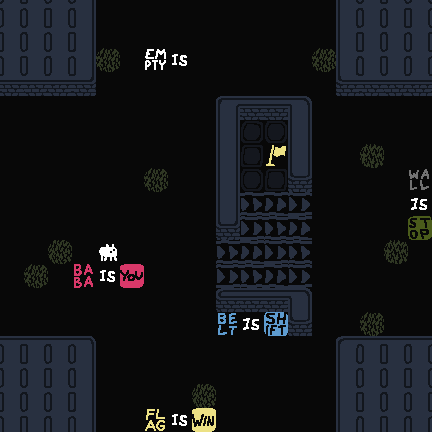 EMPTY IS
WALL
IS
STOP
BABA IS YOU
BELT IS SHIFT
FLAG IS WIN